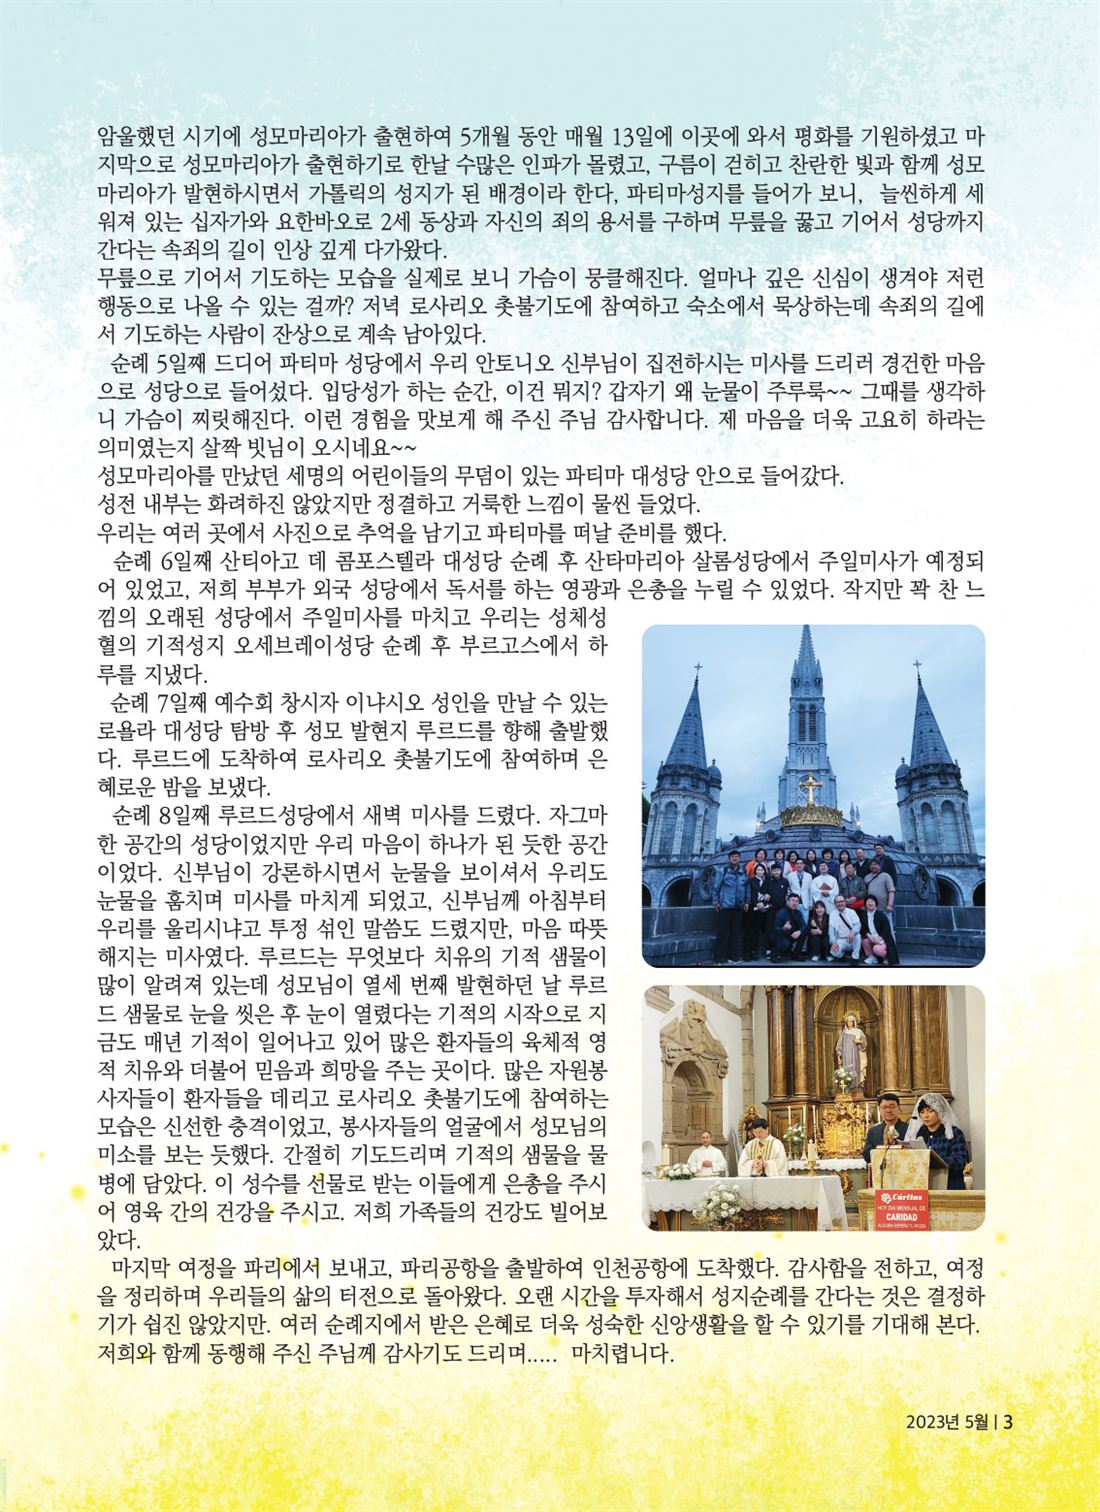 암울했던 시기에 성모마리아가 출현하여 5개월 동안 매월 13일에 이곳에 와서 평화를 기원하셨고 마
지막으로 성모마리아가 출현하기로 한날 수많은 인파가 몰렸고, 구름이 걷히고 찬란한 빛과 함께 성모
마리아가 발현하시면서 가톨릭의 성지가 된 배경이라 한다, 파티마성지를 들어가 보니, 늘씬하게 세
워져 있는 십자가와 요한바오로 2세 동상과 자신의 죄의 용서를 구하며 무릎을 꿇고 기어서 성당까지
간다는 속죄의 길이 인상 깊게 다가왔다.
무릎으로 기어서 기도하는 모습을 실제로 보니 가슴이 뭉클해진다. 얼마나 깊은 신심이 생겨야 저런
행동으로 나올 수 있는 걸까? 저녁 로사리오 촛불기도에 참여하고 숙소에서 묵상하는데 속죄의 길에
서 기도하는 사람이 잔상으로 계속 남아있다.
순례 5일째 드디어 파티마 성당에서 우리 안토니오 신부님이 집전하시는 미사를 드리러 경건한 마음
으로 성당으로 들어섰다. 입당성가 하는 순간, 이건 뭐지? 갑자기 왜 눈물이 주루룩~~ 그때를 생각하
니 가슴이 찌릿해진다. 이런 경험을 맛보게 해 주신 주님 감사합니다. 제 마음을 더욱 고요히 하라는
의미였는지 살짝 빗님이 오시네요~~
성모마리아를 만났던 세명의 어린이들의 무덤이 있는 파티마 대성당 안으로 들어갔다.
성전 내부는 화려하진 않았지만 정결하고 거룩한 느낌이 물씬 들었다.
우리는 여러 곳에서 사진으로 추억을 남기고 파티마를 떠날 준비를 했다.
순례 6일째 산티아고 데 콤포스텔라 대성당 순례 후 산타마리아 살롬성당에서 주일미사가 예정되
어 있었고, 저희 부부가 외국 성당에서 독서를 하는 영광과 은총을 누릴 수 있었다. 작지만 꽉 찬 느
낌의 오래된 성당에서 주일미사를 마치고 우리는 성체성
혈의 기적성지 오세브레이성당 순례 후 부르고스에서 하
루를 지냈다.
순례 7일째 예수회 창시자 이냐시오 성인을 만날 수 있는
로욜라 대성당 탐방 후 성모 발현지 루르드를 향해 출발했
다. 루르드에 도착하여 로사리오 촛불기도에 참여하며 은
혜로운 밤을 보냈다.
순례 8일째 루르드성당에서 새벽 미사를 드렸다. 자그마
한 공간의 성당이었지만 우리 마음이 하나가 된 듯한 공간
이었다. 신부님이 강론하시면서 눈물을 보이셔서 우리도
눈물을 훔치며 미사를 마치게 되었고, 신부님께 아침부터
우리를 울리시냐고 투정 섞인 말씀도 드렸지만, 마음 따뜻
해지는 미사였다. 루르드는 무엇보다 치유의 기적 샘물이
많이 알려져 있는데 성모님이 열세 번째 발현하던 날 루르
드 샘물로 눈을 씻은 후 눈이 열렸다는 기적의 시작으로 지
금도 매년 기적이 일어나고 있어 많은 환자들의 육체적 영
적 치유와 더불어 믿음과 희망을 주는 곳이다. 많은 자원봉
사자들이 환자들을 데리고 로사리오 촛불기도에 참여하는
모습은 신선한 충격이었고, 봉사자들의 얼굴에서 성모님의
미소를 보는 듯했다. 간절히 기도드리며 기적의 샘물을 물
병에 담았다. 이 성수를 선물로 받는 이들에게 은총을 주시
어 영육 간의 건강을 주시고. 저희 가족들의 건강도 빌어보
았다.
마지막 여정을 파리에서 보내고, 파리공항을 출발하여 인천공항에 도착했다. 감사함을 전하고, 여정
을 정리하며 우리들의 삶의 터전으로 돌아왔다. 오랜 시간을 투자해서 성지순례를 간다는 것은 결정하
기가 쉽진 않았지만. 여러 순례지에서 받은 은혜로 더욱 성숙한 신앙생활을 할 수 있기를 기대해 본다.
저희와 함께 동행해 주신 주님께 감사기도 드리며..... 마치렵니다.
Cáritas
HOY DIA MENSUAL DE
CARIDAD
ALGUIEN ESPERA TU AYUDA
2023년 5월 | 3